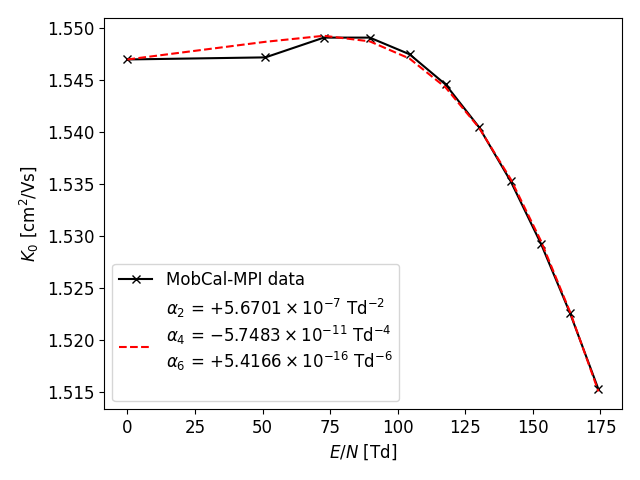 1.550
1.545
1.540
1.535
1.530
1.525
1.520
1.515
K₀ [cm²/Vs]
MobCal-MPI data
α₂ = +5.6701 × 10⁻⁷ Td⁻²
α₄ = −5.7483 × 10⁻¹¹ Td⁻⁴
α₆ = +5.4166 × 10⁻¹⁶ Td⁻⁶
0 25 50 75 100 125 150 175
E/N [Td]